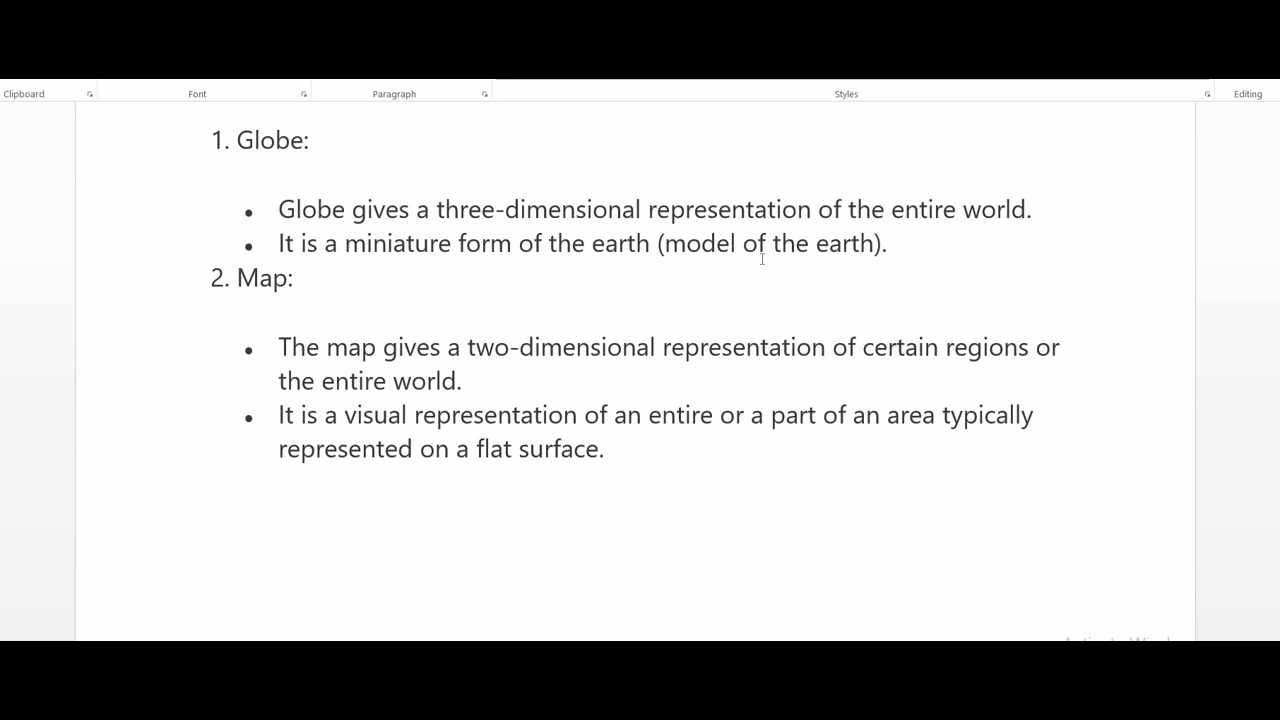 Clipboard Font Paragraph Styles Editing
1. Globe:
• Globe gives a three-dimensional representation of the entire world.
• It is a miniature form of the earth (model of the earth).
2. Map:
• The map gives a two-dimensional representation of certain regions or
the entire world.
• It is a visual representation of an entire or a part of an area typically
represented on a flat surface.